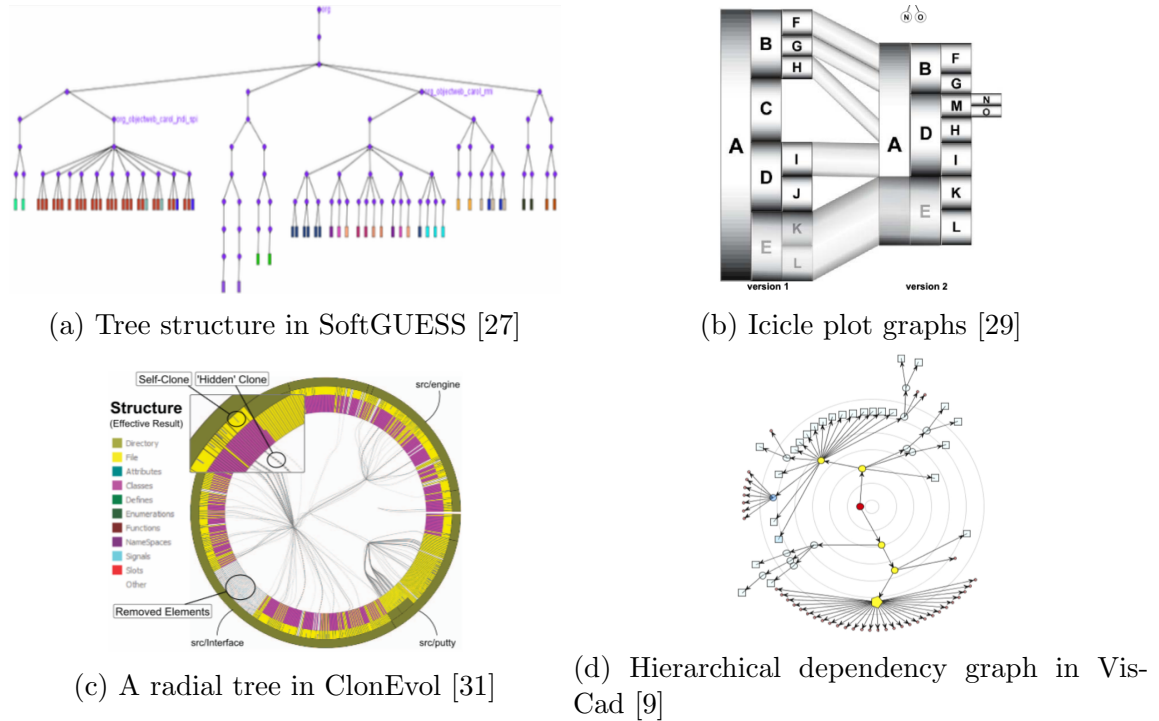 org
org_objectweb_carol_rmi
org_objectweb_carol_jndi_spi
(a) Tree structure in SoftGUESS [27]
N O
F
B
G
H
C
A
I
D
J
K
E
L
version 1
F
B
G
M
N
O
D
H
A
I
K
E
L
version 2
(b) Icicle plot graphs [29]
Self-Clone
'Hidden' Clone
src/engine
Structure
(Effective Result)
Directory
File
Attributes
Classes
Defines
Enumerations
Functions
NameSpaces
Signals
Slots
Other
Removed Elements
src/Interface
src/putty
(c) A radial tree in ClonEvol [31]
(d) Hierarchical dependency graph in Vis-
Cad [9]